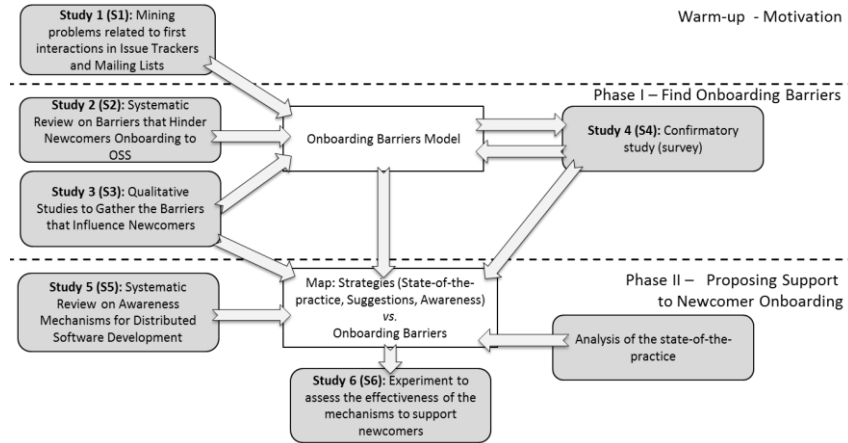 Study 1 (S1): Mining
problems related to first
interactions in Issue Trackers
and Mailing Lists
Warm-up - Motivation
Phase I – Find Onboarding Barriers
Study 2 (S2): Systematic
Review on Barriers that Hinder
Newcomers Onboarding to
OSS
Onboarding Barriers Model
Study 4 (S4): Confirmatory
study (survey)
Study 3 (S3): Qualitative
Studies to Gather the Barriers
that Influence Newcomers
Phase II – Proposing Support
to Newcomer Onboarding
Study 5 (S5): Systematic
Review on Awareness
Mechanisms for Distributed
Software Development
Map: Strategies (State-of-the-
practice, Suggestions, Awareness)
vs.
Onboarding Barriers
Analysis of the state-of-the-
practice
Study 6 (S6): Experiment to
assess the effectiveness of the
mechanisms to support
newcomers